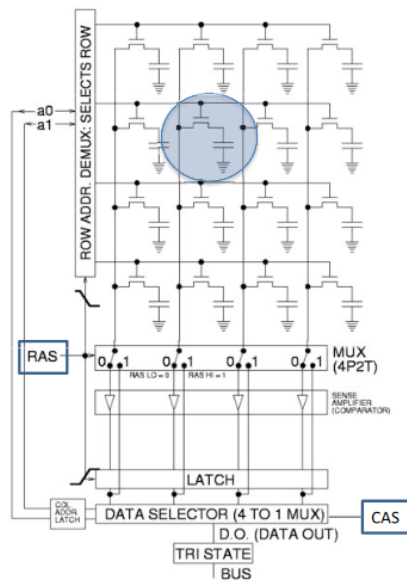 ROW ADDR. DEMUX: SELECTS ROW
a0
a1
RAS
0 1 0 1 0 1 0 1
MUX
(4P2T)
RAS LO = 0
RAS HI = 1
SENSE
AMPLIFIER
(COMPARATOR)
LATCH
COL.
ADDR.
LATCH
DATA SELECTOR (4 TO 1 MUX)
CAS
D.O. (DATA OUT)
TRI STATE
BUS